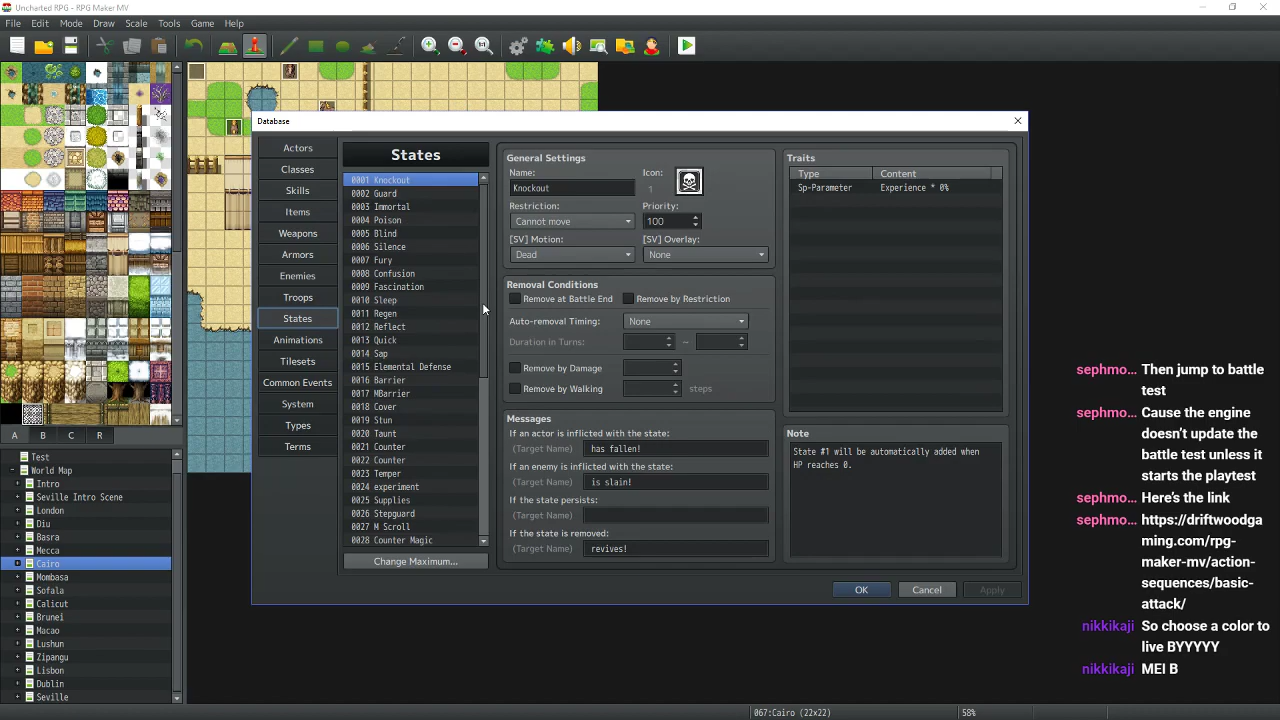 Uncharted RPG - RPG Maker MV
File Edit Mode Draw Scale Tools Game Help
Database
Actors
Classes
Skills
Items
Weapons
Armors
Enemies
Troops
States
Animations
Tilesets
Common Events
System
Types
Terms
States
0001 Knockout
0002 Guard
0003 Immortal
0004 Poison
0005 Blind
0006 Silence
0007 Fury
0008 Confusion
0009 Fascination
0010 Sleep
0011 Regen
0012 Reflect
0013 Quick
0014 Sap
0015 Elemental Defense
0016 Barrier
0017 MBarrier
0018 Cover
0019 Stun
0020 Taunt
0021 Counter
0022 Counter
0023 Temper
0024 experiment
0025 Supplies
0026 Stepguard
0027 M Scroll
0028 Counter Magic
Change Maximum...
General Settings
Name: Icon:
Knockout 1
Restriction: Priority:
Cannot move 100
[SV] Motion: [SV] Overlay:
Dead None
Removal Conditions
Remove at Battle End Remove by Restriction
Auto-removal Timing: None
Duration in Turns: ~
Remove by Damage
Remove by Walking steps
Messages
If an actor is inflicted with the state:
(Target Name) has fallen!
If an enemy is inflicted with the state:
(Target Name) is slain!
If the state persists:
(Target Name)
If the state is removed:
(Target Name) revives!
Traits
Type Content
Sp-Parameter Experience * 0%
Note
State #1 will be automatically added when
HP reaches 0.
OK Cancel Apply
A B C R
Test
World Map
Intro
Seville Intro Scene
London
Diu
Basra
Mecca
Cairo
Mombasa
Sofala
Calicut
Brunei
Macao
Lushun
Zipangu
Lisbon
Dublin
Seville
067:Cairo (22x22) 58%
sephmo... Then jump to battle
test
sephmo... Cause the engine
doesn't update the
battle test unless it
starts the playtest
sephmo... Here's the link
sephmo... https://driftwoodga
ming.com/rpg-
maker-mv/action-
sequences/basic-
attack/
nikkikaji So choose a color to
live BYYYYY
nikkikaji MEI B